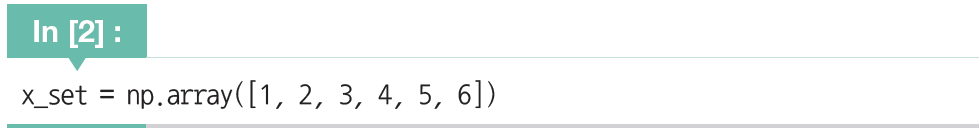 In [2] :
x_set = np.array([1, 2, 3, 4, 5, 6])